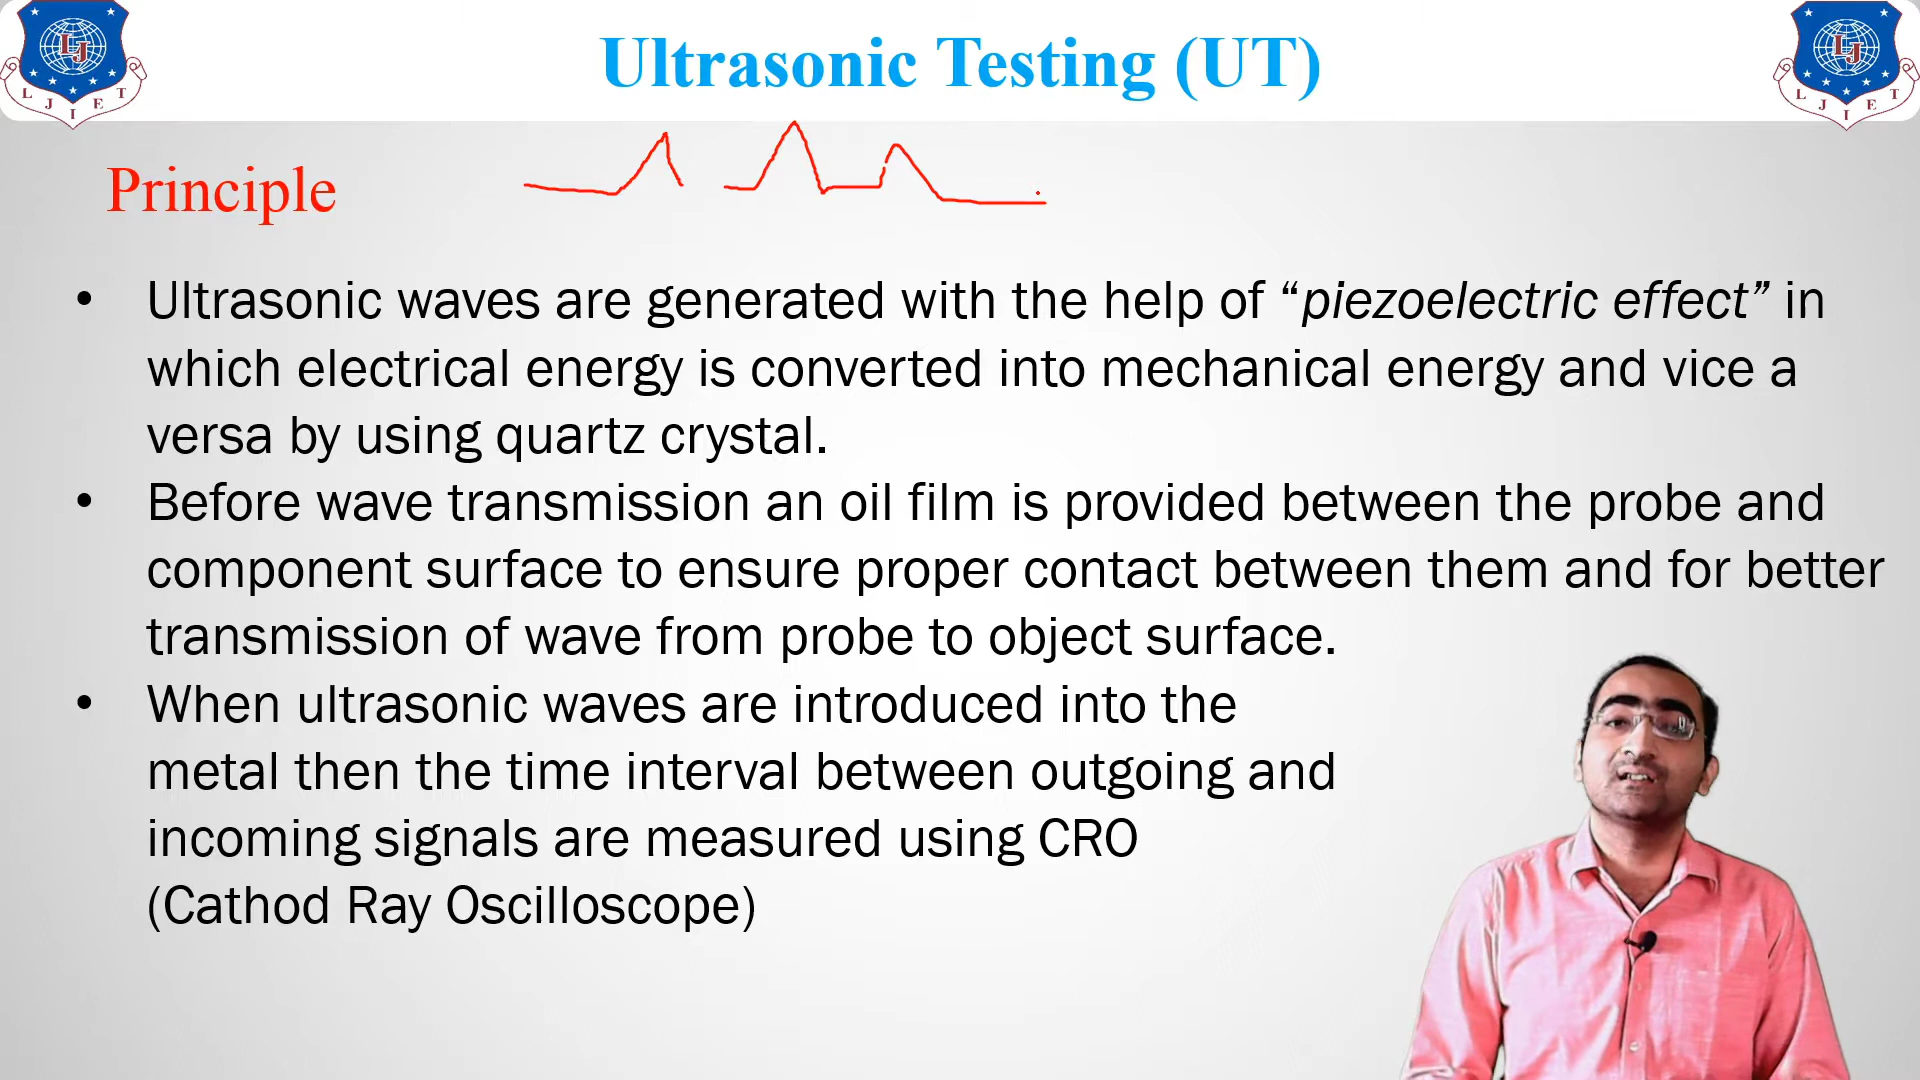 LJ
LJIET
Ultrasonic Testing (UT)
LJ
LJIET
Principle
• Ultrasonic waves are generated with the help of “piezoelectric effect” in
which electrical energy is converted into mechanical energy and vice a
versa by using quartz crystal.
• Before wave transmission an oil film is provided between the probe and
component surface to ensure proper contact between them and for better
transmission of wave from probe to object surface.
• When ultrasonic waves are introduced into the
metal then the time interval between outgoing and
incoming signals are measured using CRO
(Cathod Ray Oscilloscope)